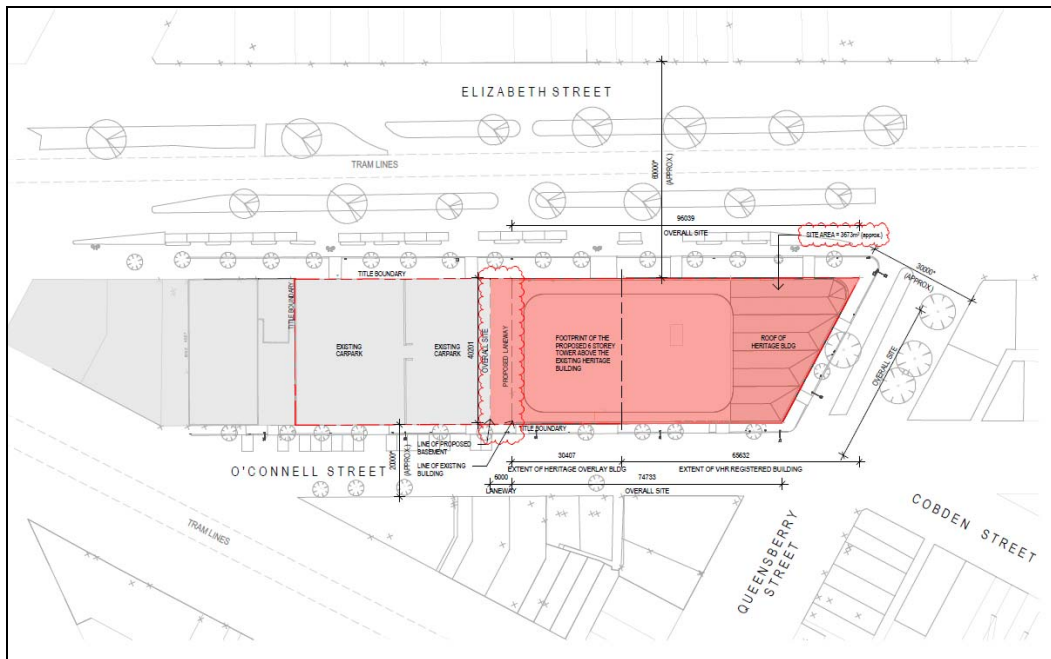 ELIZABETH STREET
TRAM LINES
60000*
(APPROX.)
96039
OVERALL SITE
SITE AREA = 3673m² (approx.)
30000*
(APPROX.)
OVERALL SITE
TITLE BOUNDARY
TITLE BOUNDARY
EXISTING
CARPARK
EXISTING
CARPARK
40201
OVERALL SITE
PROPOSED LANEWAY
FOOTPRINT OF THE
PROPOSED 6 STOREY
TOWER ABOVE THE
EXISTING HERITAGE
BUILDING
ROOF OF
HERITAGE BLDG
TITLE BOUNDARY
LINE OF PROPOSED
BASEMENT
LINE OF EXISTING
BUILDING
O'CONNELL STREET
20000*
(APPROX.)
30407
65632
EXTENT OF HERITAGE OVERLAY BLDG
EXTENT OF VHR REGISTERED BUILDING
6000
74733
LANEWAY
OVERALL SITE
TRAM LINES
QUEENSBERRY
STREET
COBDEN STREET